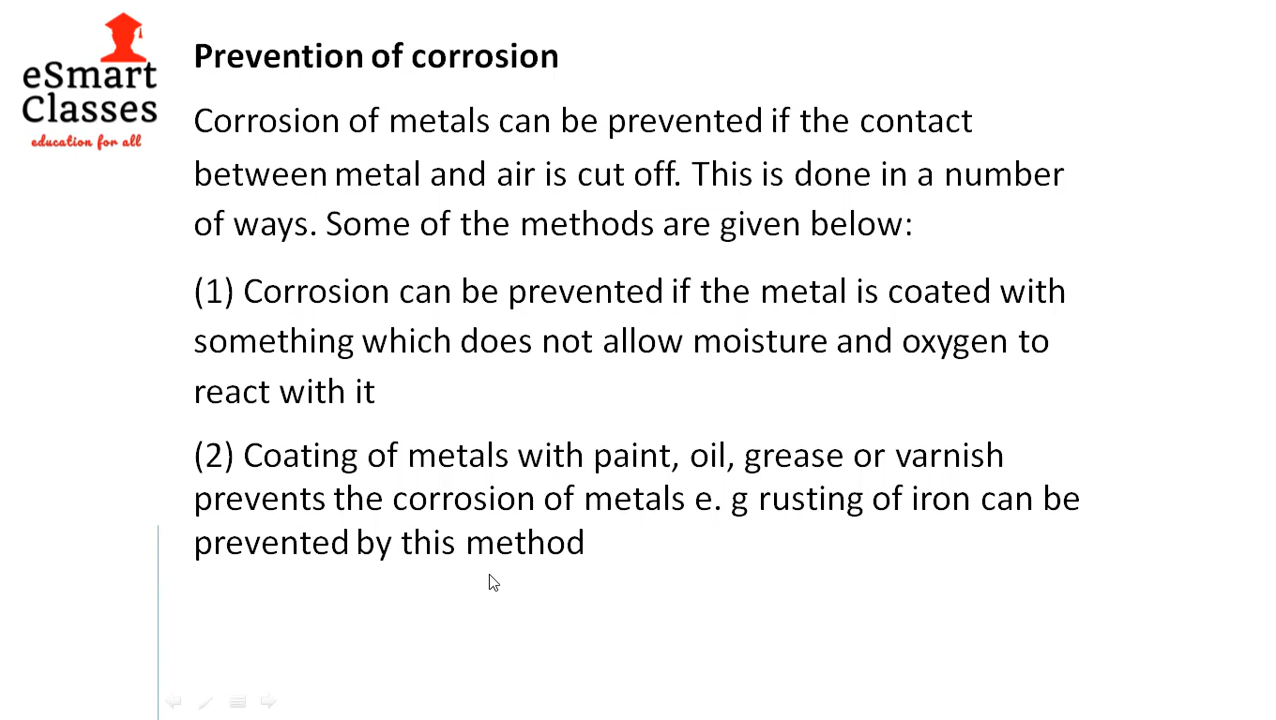 eSmart
Classes
education for all
Prevention of corrosion
Corrosion of metals can be prevented if the contact
between metal and air is cut off. This is done in a number
of ways. Some of the methods are given below:
(1) Corrosion can be prevented if the metal is coated with
something which does not allow moisture and oxygen to
react with it
(2) Coating of metals with paint, oil, grease or varnish
prevents the corrosion of metals e. g rusting of iron can be
prevented by this method